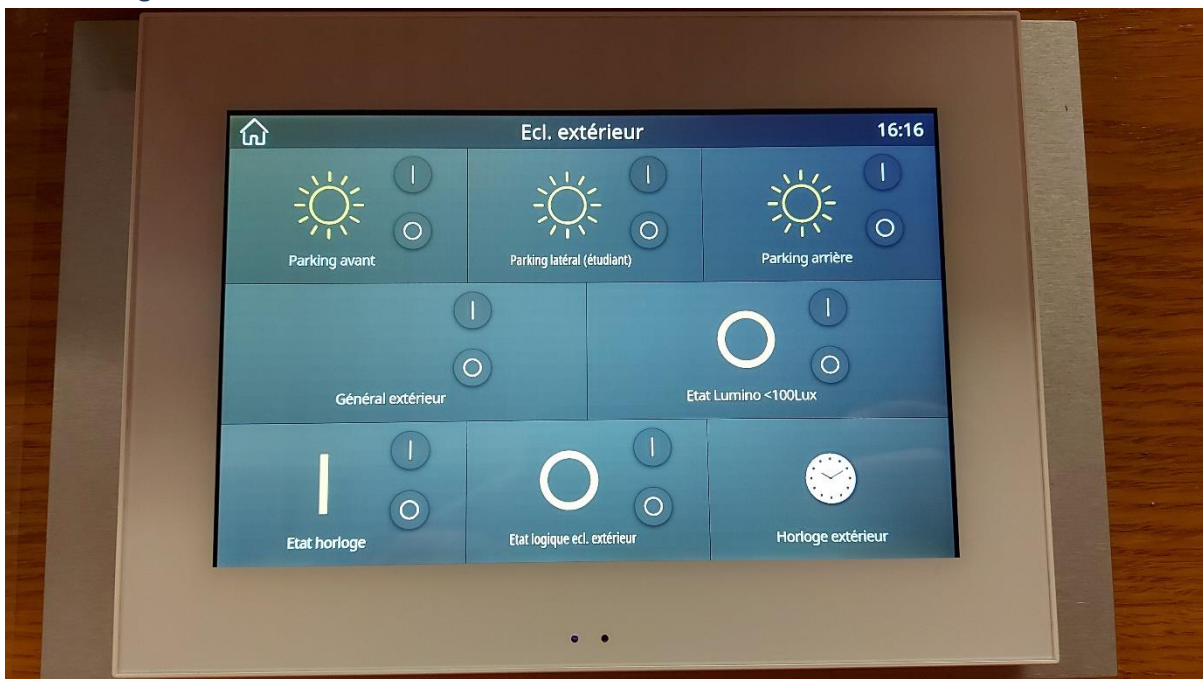 Ecl. extérieur
16:16
Parking avant
Parking latéral (étudiant)
Parking arrière
Général extérieur
Etat Lumino <100Lux
Etat horloge
Etat logique ecl. extérieur
Horloge extérieur